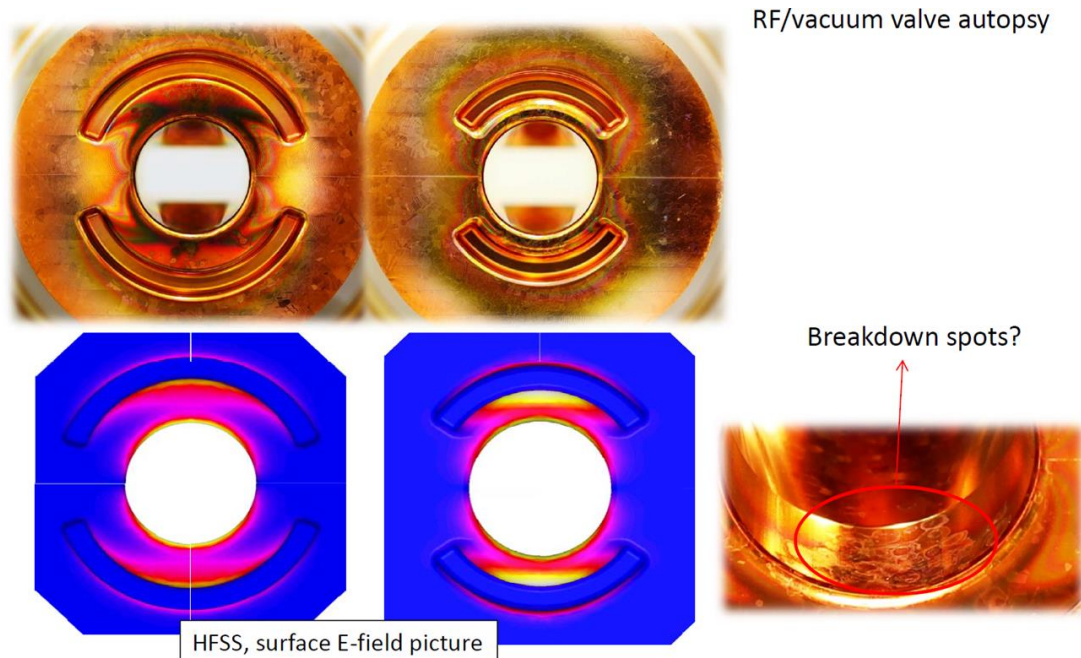 RF/vacuum valve autopsy
Breakdown spots?
HFSS, surface E-field picture